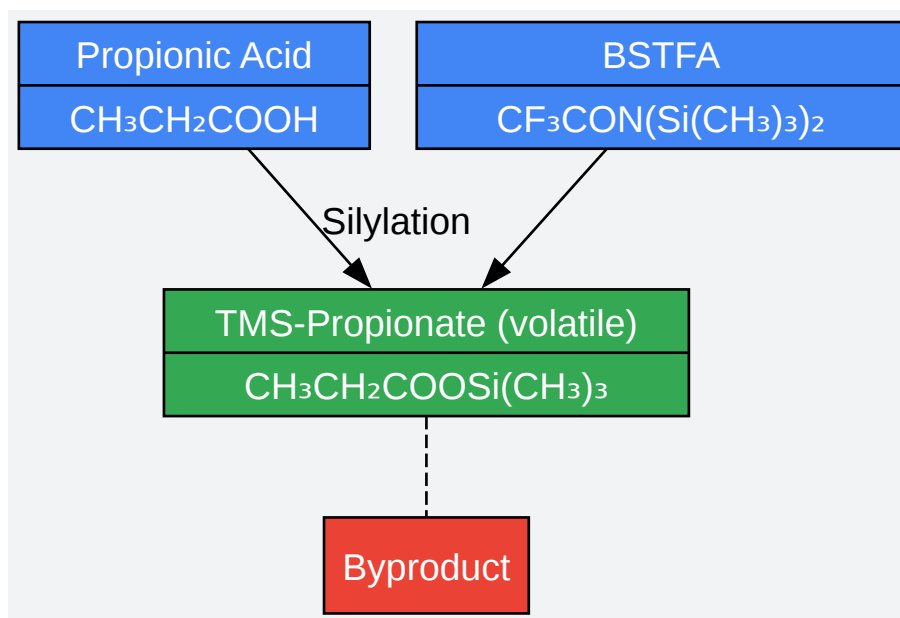 Propionic Acid
CH₃CH₂COOH
BSTFA
CF₃CON(Si(CH₃)₃)₂
Silylation
TMS-Propionate (volatile)
CH₃CH₂COOSi(CH₃)₃
Byproduct